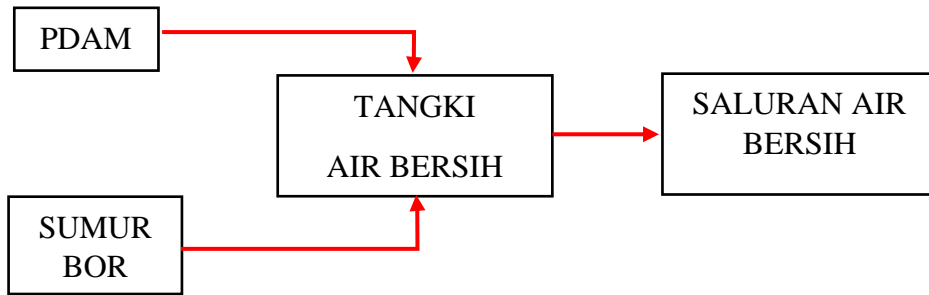 PDAM
TANGKI
AIR BERSIH
SALURAN AIR
BERSIH
SUMUR
BOR